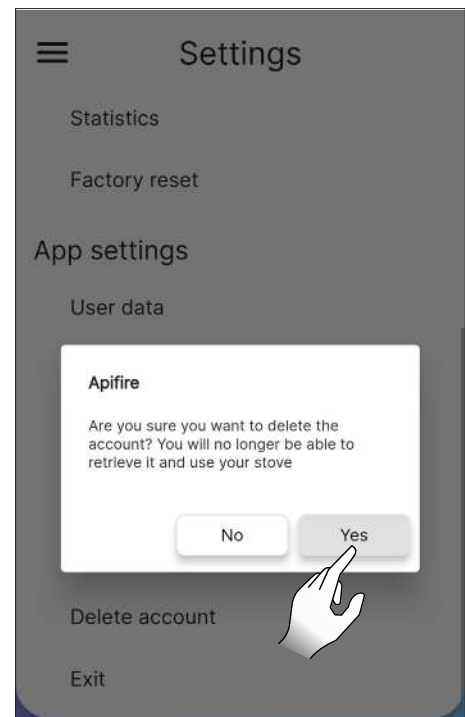 Settings
Statistics
Factory reset
App settings
User data
Apifire
Are you sure you want to delete the
account? You will no longer be able to
retrieve it and use your stove
No Yes
Delete account
Exit